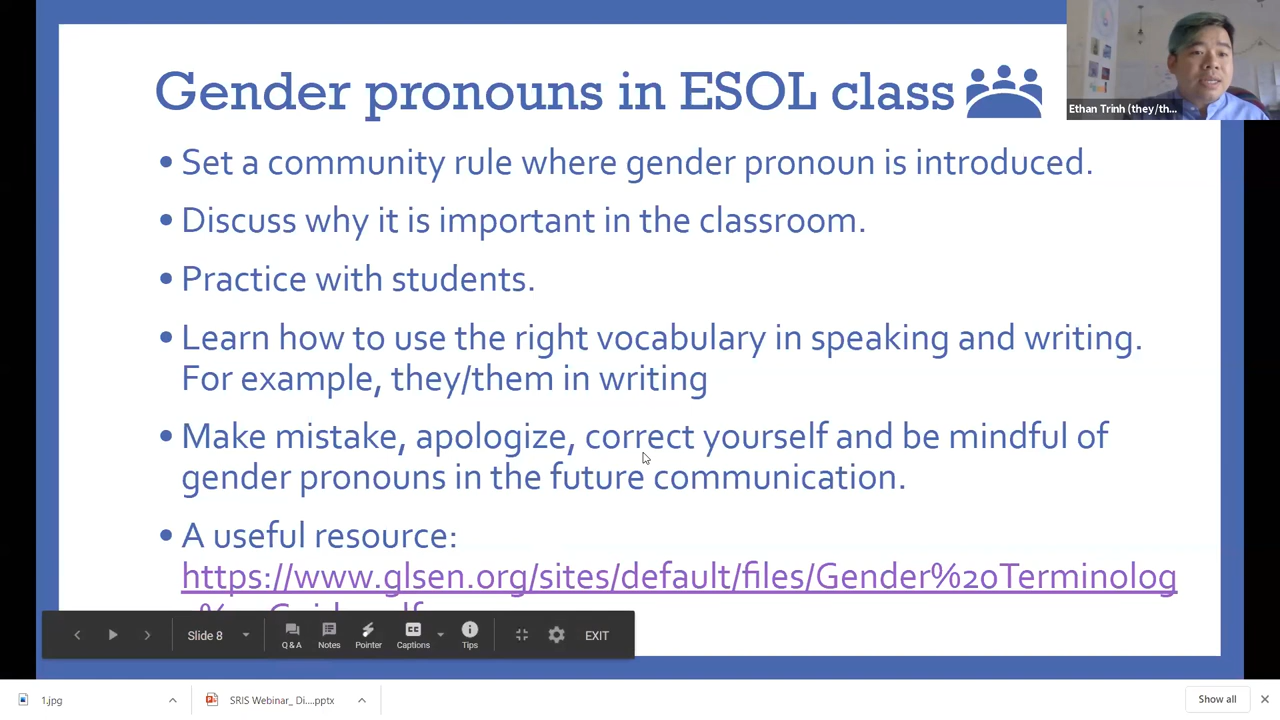 Gender pronouns in ESOL class
Ethan Trinh (they/th...
• Set a community rule where gender pronoun is introduced.
• Discuss why it is important in the classroom.
• Practice with students.
• Learn how to use the right vocabulary in speaking and writing.
For example, they/them in writing
• Make mistake, apologize, correct yourself and be mindful of
gender pronouns in the future communication.
• A useful resource:
https://www.glsen.org/sites/default/files/Gender%20Terminolog
Slide 8
Q & A
Notes
Pointer
CC
Captions
Tips
EXIT
1.jpg
SRIS Webinar_ Di....pptx
Show all